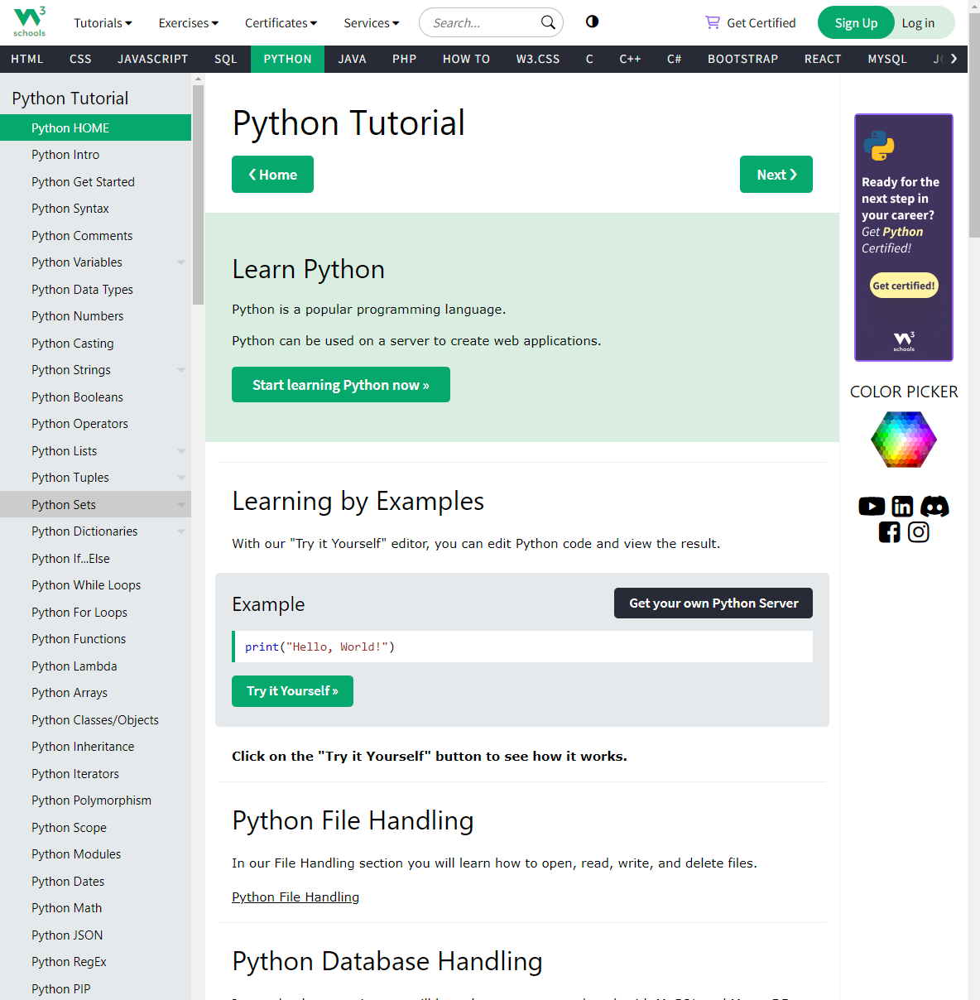 3
schools
Tutorials
Exercises
Certificates
Services
Search...
Get Certified
Sign Up
Log in
HTML
CSS
JAVASCRIPT
SQL
PYTHON
JAVA
PHP
HOW TO
W3.CSS
C
C++
C#
BOOTSTRAP
REACT
MYSQL
Python Tutorial
Python HOME
Python Intro
Python Get Started
Python Syntax
Python Comments
Python Variables
Python Data Types
Python Numbers
Python Casting
Python Strings
Python Booleans
Python Operators
Python Lists
Python Tuples
Python Sets
Python Dictionaries
Python If...Else
Python While Loops
Python For Loops
Python Functions
Python Lambda
Python Arrays
Python Classes/Objects
Python Inheritance
Python Iterators
Python Polymorphism
Python Scope
Python Modules
Python Dates
Python Math
Python JSON
Python RegEx
Python PIP
Python Tutorial
❮ Home
Next ❯
Learn Python
Python is a popular programming language.
Python can be used on a server to create web applications.
Start learning Python now »
Learning by Examples
With our "Try it Yourself" editor, you can edit Python code and view the result.
Example
Get your own Python Server
print("Hello, World!")
Try it Yourself »
Click on the "Try it Yourself" button to see how it works.
Python File Handling
In our File Handling section you will learn how to open, read, write, and delete files.
Python File Handling
Python Database Handling
Ready for the
next step in
your career?
Get Python
Certified!
Get certified!
3
schools
COLOR PICKER